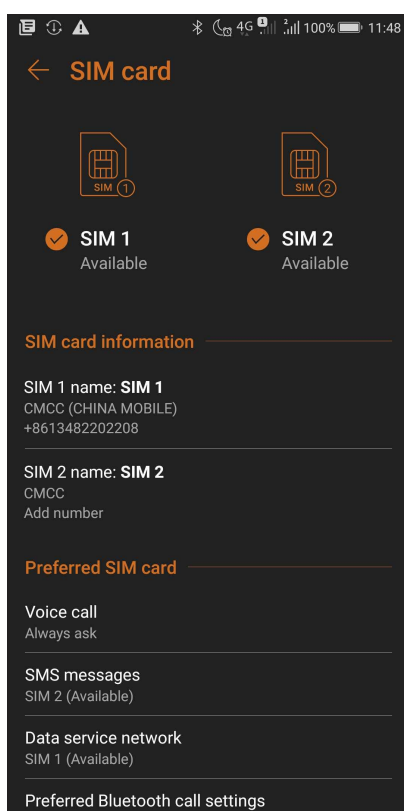 4G 1 2 100% 11:48
SIM card
SIM 1 SIM 2
SIM 1 SIM 2
Available Available
SIM card information
SIM 1 name: SIM 1
CMCC (CHINA MOBILE)
+8613482202208
SIM 2 name: SIM 2
CMCC
Add number
Preferred SIM card
Voice call
Always ask
SMS messages
SIM 2 (Available)
Data service network
SIM 1 (Available)
Preferred Bluetooth call settings